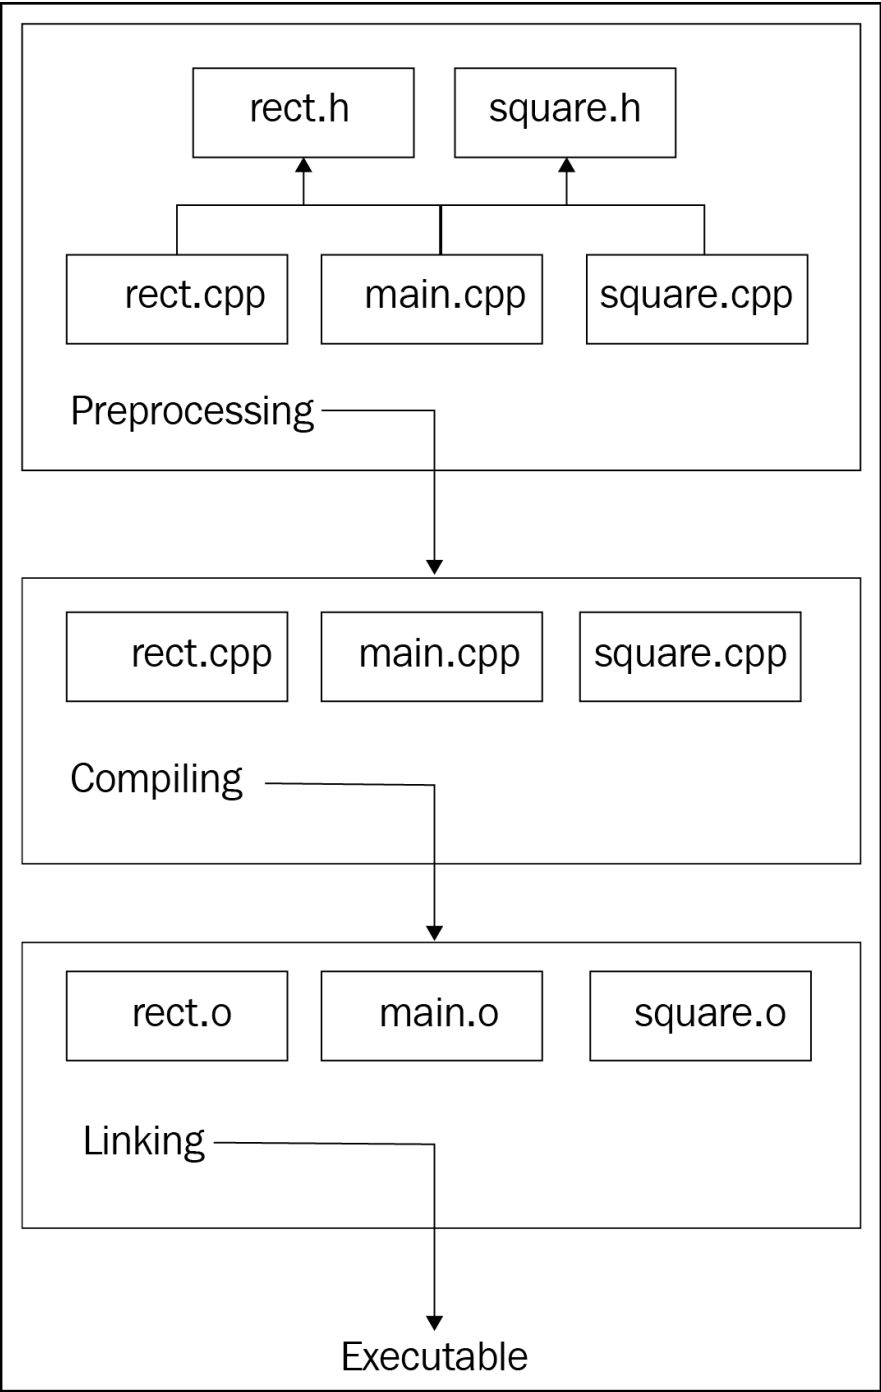 rect.h square.h
rect.cpp main.cpp square.cpp
Preprocessing
rect.cpp main.cpp square.cpp
Compiling
rect.o main.o square.o
Linking
Executable